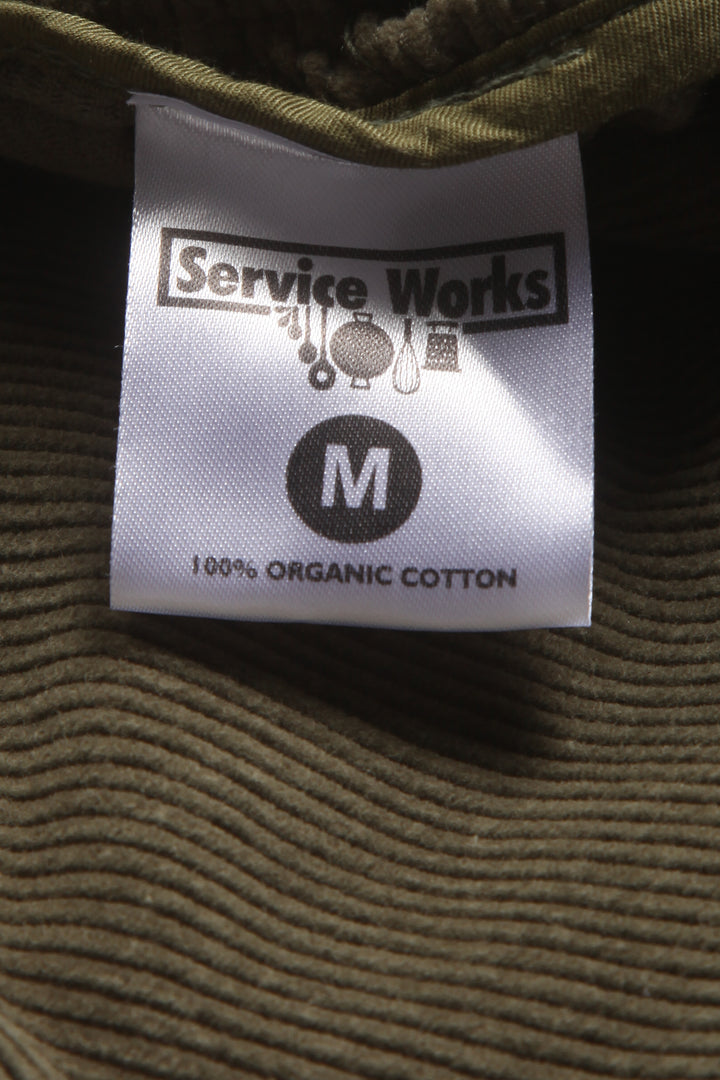 Service Works
M
100% ORGANIC COTTON